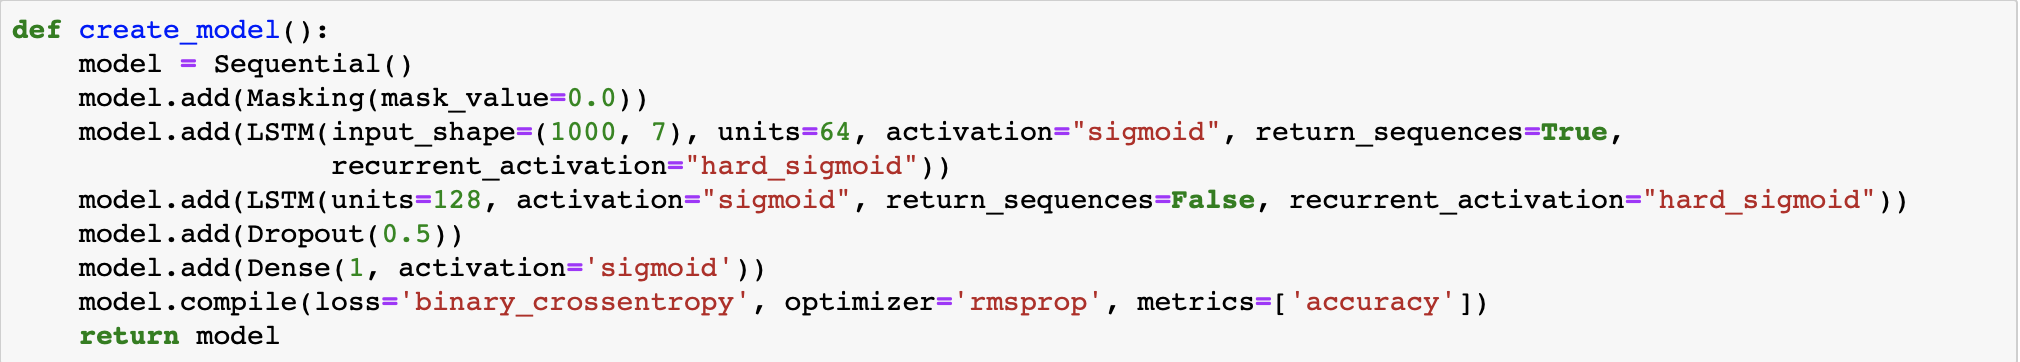 def create_model():
    model = Sequential()
    model.add(Masking(mask_value=0.0))
    model.add(LSTM(input_shape=(1000, 7), units=64, activation="sigmoid", return_sequences=True,
                   recurrent_activation="hard_sigmoid"))
    model.add(LSTM(units=128, activation="sigmoid", return_sequences=False, recurrent_activation="hard_sigmoid"))
    model.add(Dropout(0.5))
    model.add(Dense(1, activation='sigmoid'))
    model.compile(loss='binary_crossentropy', optimizer='rmsprop', metrics=['accuracy'])
    return model